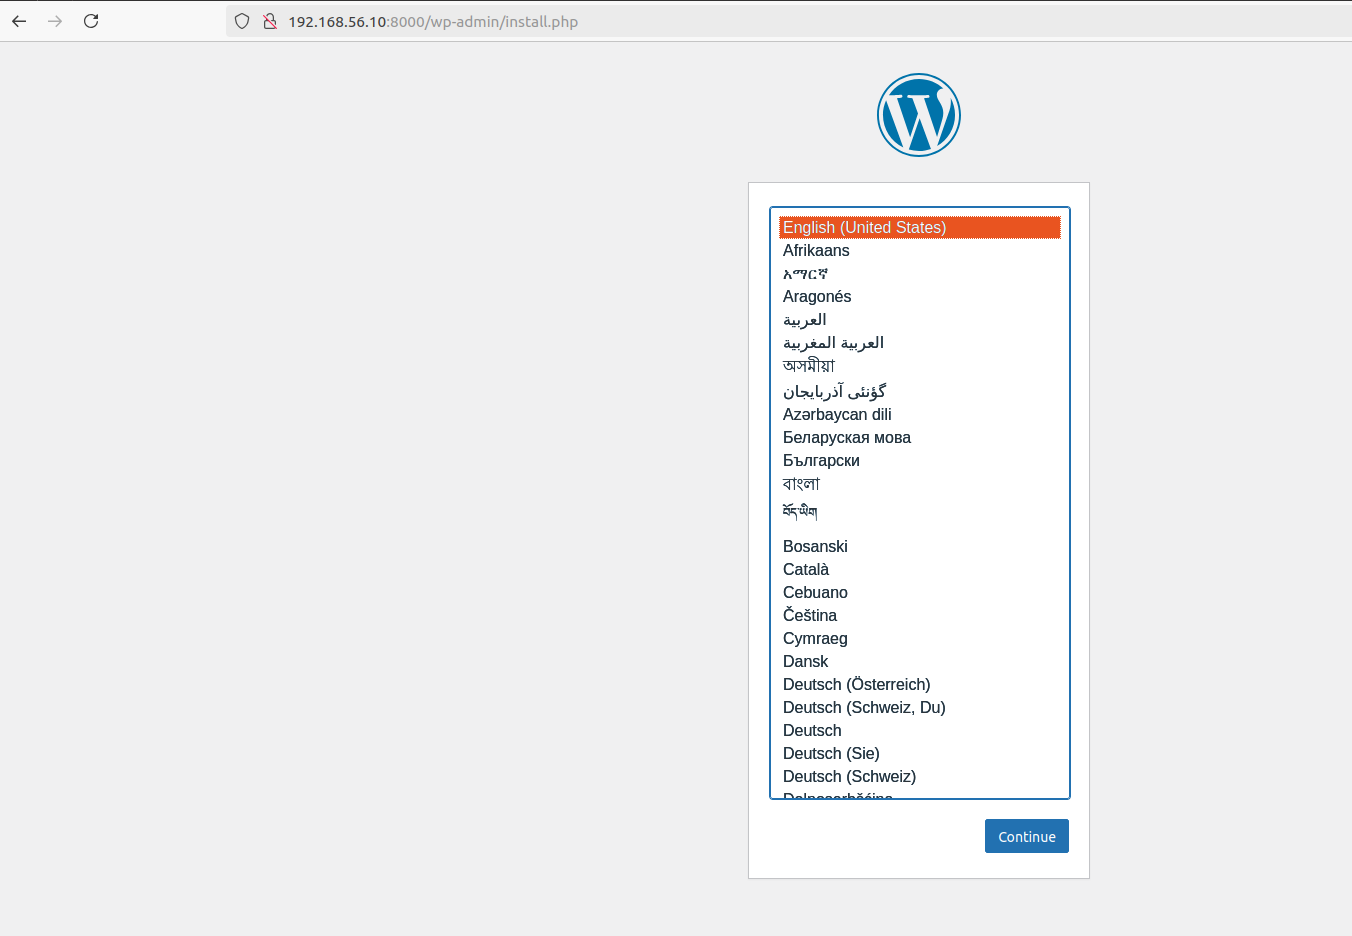 192.168.56.10:8000/wp-admin/install.php
English (United States)
Afrikaans
አማርኛ
Aragonés
العربية
العربية المغربية
অসমীয়া
گؤنئی آذربایجان
Azərbaycan dili
Беларуская мова
Български
বাংলা
བོད་ཡིག
Bosanski
Català
Cebuano
Čeština
Cymraeg
Dansk
Deutsch (Österreich)
Deutsch (Schweiz, Du)
Deutsch
Deutsch (Sie)
Deutsch (Schweiz)
Continue